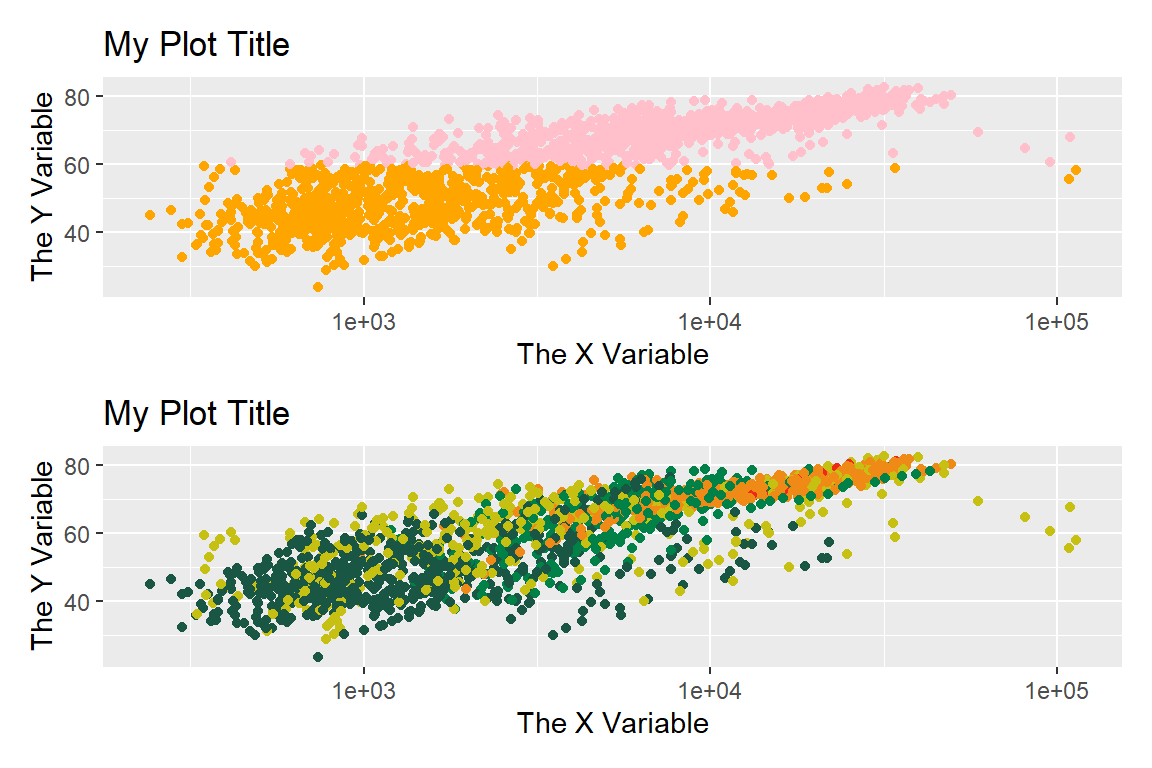 My Plot Title
The Y Variable
80
60
40
1e+03 1e+04 1e+05
The X Variable
My Plot Title
The Y Variable
80
60
40
1e+03 1e+04 1e+05
The X Variable